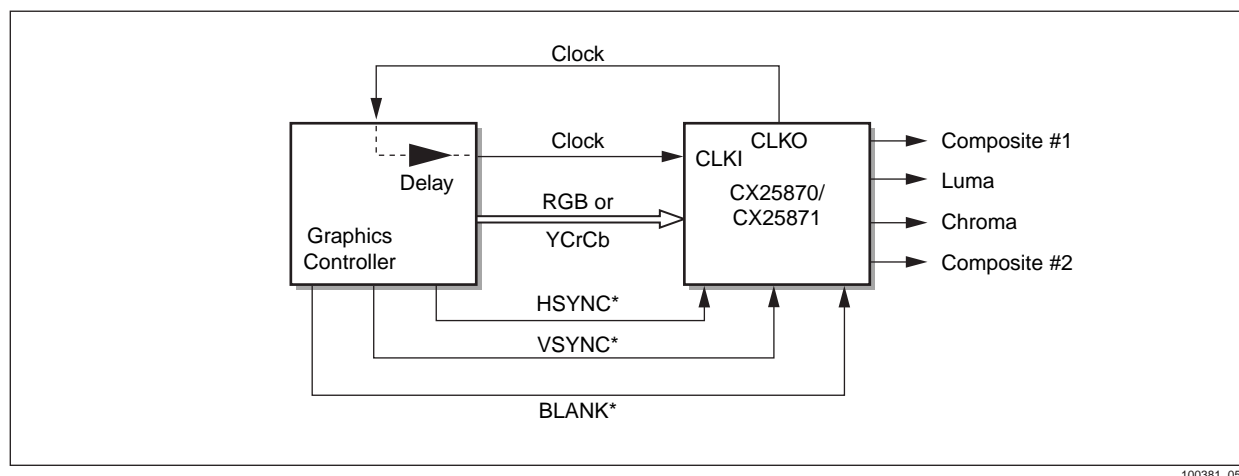 Clock
Clock
Delay
Graphics
Controller
RGB or
YCrCb
CLKO
CLKI
CX25870/
CX25871
Composite #1
Luma
Chroma
Composite #2
HSYNC*
VSYNC*
BLANK*